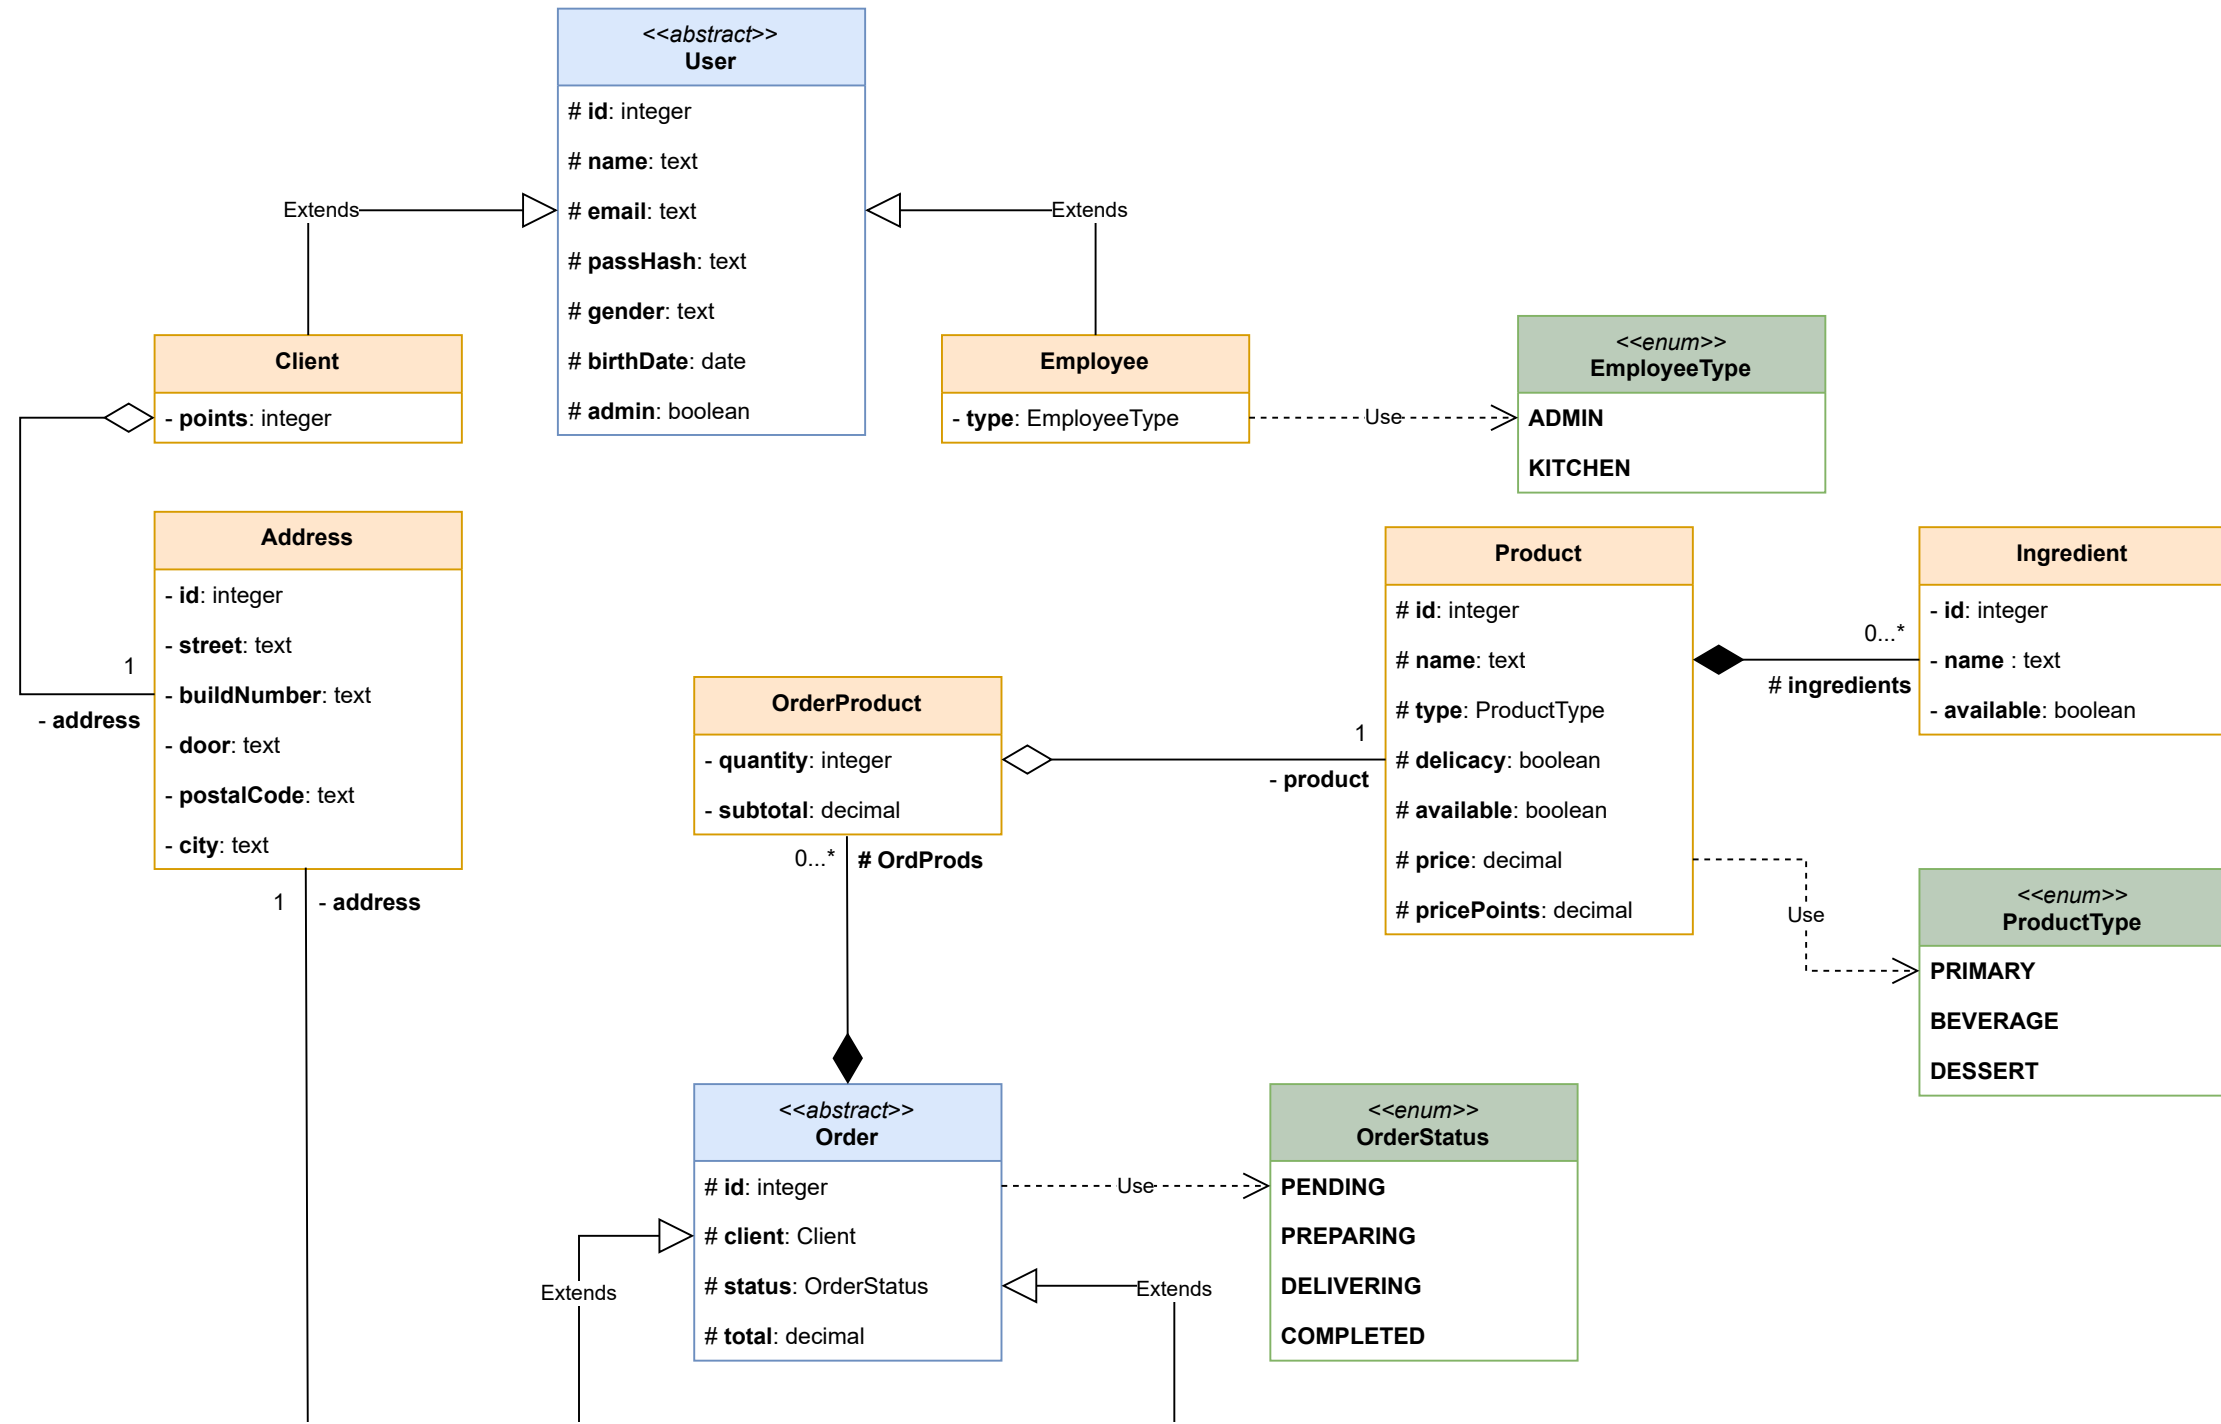 <<abstract>>
User
# id: integer
# name: text
# email: text
# passHash: text
# gender: text
# birthDate: date
# admin: boolean
Extends
Extends
Client
- points: integer
Employee
- type: EmployeeType
Use
<<enum>>
EmployeeType
ADMIN
KITCHEN
Address
- id: integer
- street: text
- buildNumber: text
- door: text
- postalCode: text
- city: text
1
- address
1
- address
OrderProduct
- quantity: integer
- subtotal: decimal
1
- product
0...*
# OrdProds
Product
# id: integer
# name: text
# type: ProductType
# delicacy: boolean
# available: boolean
# price: decimal
# pricePoints: decimal
0...*
# ingredients
Ingredient
- id: integer
- name : text
- available: boolean
Use
<<enum>>
ProductType
PRIMARY
BEVERAGE
DESSERT
<<abstract>>
Order
# id: integer
# client: Client
# status: OrderStatus
# total: decimal
Use
<<enum>>
OrderStatus
PENDING
PREPARING
DELIVERING
COMPLETED
Extends
Extends